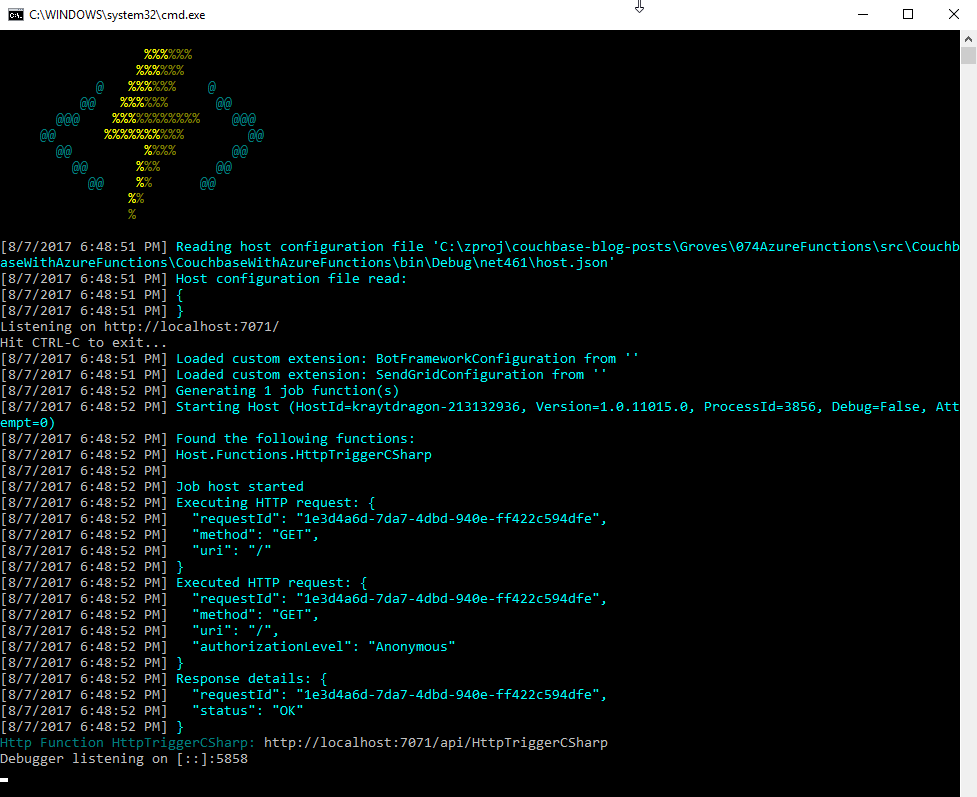 C:\WINDOWS\system32\cmd.exe
%%%%%%
%%%%%%
@ %%%%%% @
@@ %%%%%% @@
@@@ %%%%%%%%%%% @@@
@@ %%%%%%%%%% @@
@@ %%%% @@
@@ %%% @@
@@ %% @@
%%
%
[8/7/2017 6:48:51 PM] Reading host configuration file 'C:\zproj\couchbase-blog-posts\Groves\074AzureFunctions\src\Couchb
aseWithAzureFunctions\CouchbaseWithAzureFunctions\bin\Debug\net461\host.json'
[8/7/2017 6:48:51 PM] Host configuration file read:
[8/7/2017 6:48:51 PM] {
[8/7/2017 6:48:51 PM] }
Listening on http://localhost:7071/
Hit CTRL-C to exit...
[8/7/2017 6:48:51 PM] Loaded custom extension: BotFrameworkConfiguration from ''
[8/7/2017 6:48:51 PM] Loaded custom extension: SendGridConfiguration from ''
[8/7/2017 6:48:52 PM] Generating 1 job function(s)
[8/7/2017 6:48:52 PM] Starting Host (HostId=kraytdragon-213132936, Version=1.0.11015.0, ProcessId=3856, Debug=False, Att
empt=0)
[8/7/2017 6:48:52 PM] Found the following functions:
[8/7/2017 6:48:52 PM] Host.Functions.HttpTriggerCSharp
[8/7/2017 6:48:52 PM]
[8/7/2017 6:48:52 PM] Job host started
[8/7/2017 6:48:52 PM] Executing HTTP request: {
[8/7/2017 6:48:52 PM]   "requestId": "1e3d4a6d-7da7-4dbd-940e-ff422c594dfe",
[8/7/2017 6:48:52 PM]   "method": "GET",
[8/7/2017 6:48:52 PM]   "uri": "/"
[8/7/2017 6:48:52 PM] }
[8/7/2017 6:48:52 PM] Executed HTTP request: {
[8/7/2017 6:48:52 PM]   "requestId": "1e3d4a6d-7da7-4dbd-940e-ff422c594dfe",
[8/7/2017 6:48:52 PM]   "method": "GET",
[8/7/2017 6:48:52 PM]   "uri": "/",
[8/7/2017 6:48:52 PM]   "authorizationLevel": "Anonymous"
[8/7/2017 6:48:52 PM] }
[8/7/2017 6:48:52 PM] Response details: {
[8/7/2017 6:48:52 PM]   "requestId": "1e3d4a6d-7da7-4dbd-940e-ff422c594dfe",
[8/7/2017 6:48:52 PM]   "status": "OK"
[8/7/2017 6:48:52 PM] }
Http Function HttpTriggerCSharp: http://localhost:7071/api/HttpTriggerCSharp
Debugger listening on [::]:5858